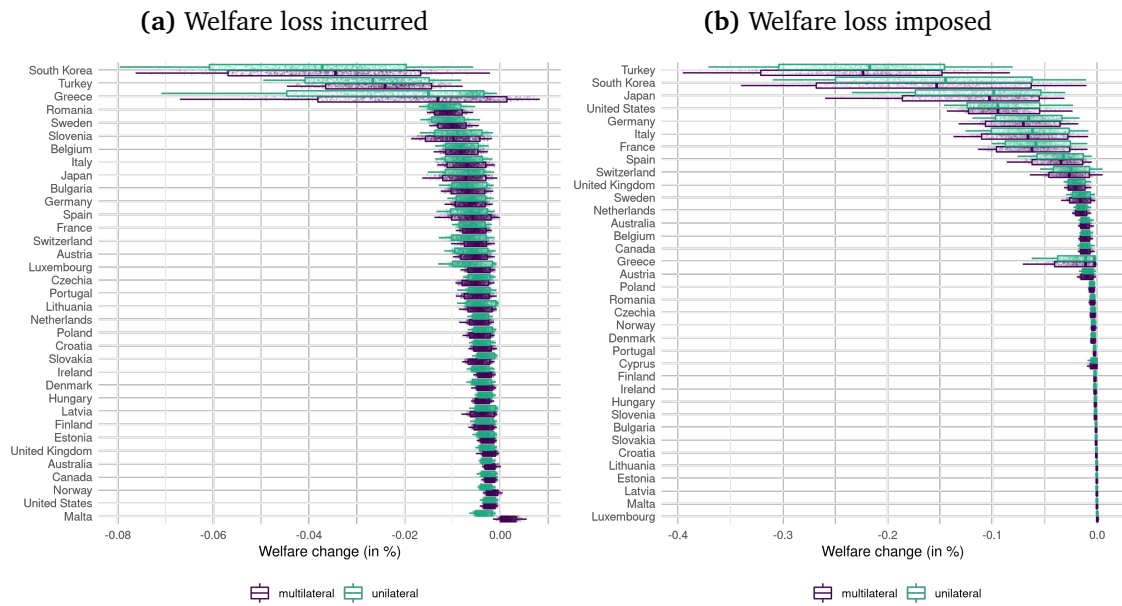 (a) Welfare loss incurred
South Korea
Turkey
Greece
Romania
Sweden
Slovenia
Belgium
Italy
Japan
Bulgaria
Germany
Spain
France
Switzerland
Austria
Luxembourg
Czechia
Portugal
Lithuania
Netherlands
Poland
Croatia
Slovakia
Ireland
Denmark
Hungary
Latvia
Finland
Estonia
United Kingdom
Australia
Canada
Norway
United States
Malta
-0.08 -0.06 -0.04 -0.02 0.00
Welfare change (in %)
multilateral unilateral
(b) Welfare loss imposed
Turkey
South Korea
Japan
United States
Germany
Italy
France
Spain
Switzerland
United Kingdom
Sweden
Netherlands
Australia
Belgium
Canada
Greece
Austria
Poland
Romania
Czechia
Norway
Denmark
Portugal
Cyprus
Finland
Ireland
Hungary
Slovenia
Bulgaria
Slovakia
Croatia
Lithuania
Estonia
Latvia
Malta
Luxembourg
-0.4 -0.3 -0.2 -0.1 0.0
Welfare change (in %)
multilateral unilateral